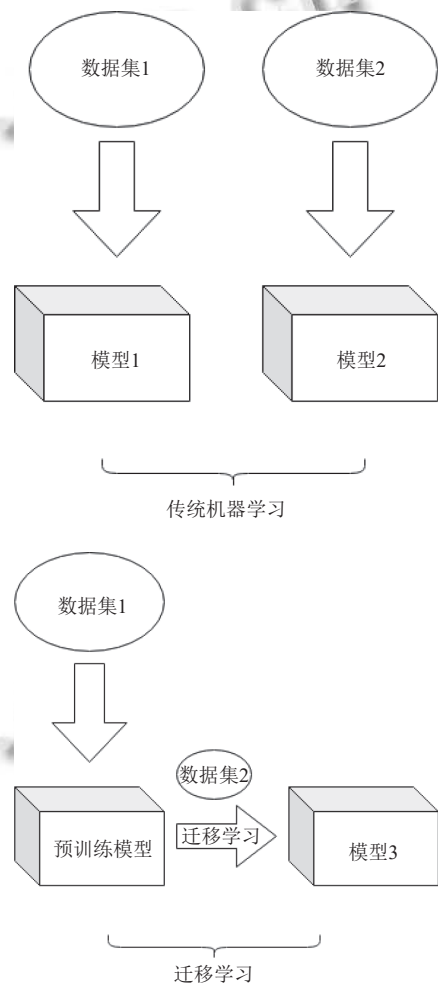 数据集1
数据集2
模型1
模型2
传统机器学习
数据集1
数据集2
预训练模型
迁移学习
模型3
迁移学习